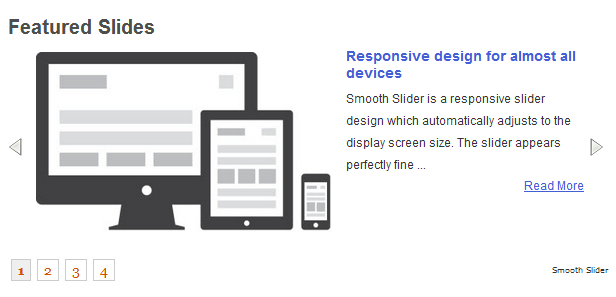 Featured Slides
Responsive design for almost all
devices
Smooth Slider is a responsive slider
design which automatically adjusts to the
display screen size. The slider appears
perfectly fine ...
Read More
1 2 3 4
Smooth Slider